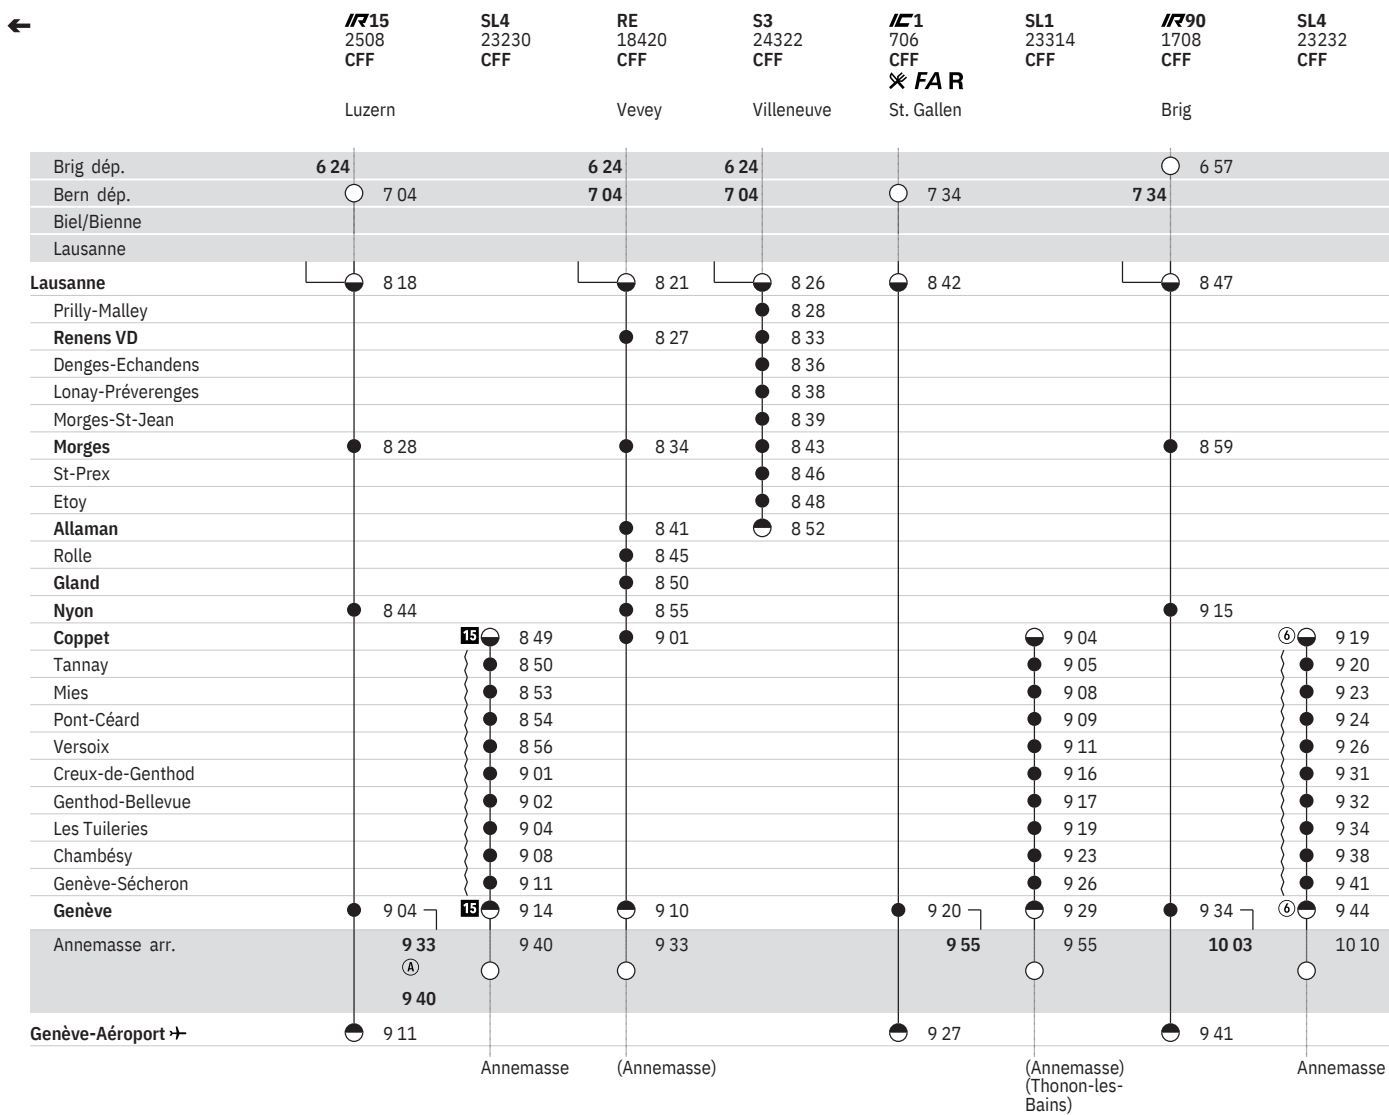 IR15 SL4 RE S3 IC1 SL1 IR90 SL4
2508 23230 18420 24322 706 23314 1708 23232
CFF CFF CFF CFF CFF CFF CFF CFF
FA R
Luzern Vevey Villeneuve St. Gallen Brig
Brig dép. 6 24 6 24 6 24 6 57
Bern dép. 7 04 7 04 7 04 7 34 7 34
Biel/Bienne
Lausanne
Lausanne 8 18 8 21 8 26 8 42 8 47
Prilly-Malley 8 28
Renens VD 8 27 8 33
Denges-Echandens 8 36
Lonay-Préverenges 8 38
Morges-St-Jean 8 39
Morges 8 28 8 34 8 43 8 59
St-Prex 8 46
Etoy 8 48
Allaman 8 41 8 52
Rolle 8 45
Gland 8 50
Nyon 8 44 8 55 9 15
Coppet 15 8 49 9 01 9 04 6 9 19
Tannay 8 50 9 05 9 20
Mies 8 53 9 08 9 23
Pont-Céard 8 54 9 09 9 24
Versoix 8 56 9 11 9 26
Creux-de-Genthod 9 01 9 16 9 31
Genthod-Bellevue 9 02 9 17 9 32
Les Tuileries 9 04 9 19 9 34
Chambésy 9 08 9 23 9 38
Genève-Sécheron 9 11 9 26 9 41
Genève 9 04 15 9 14 9 10 9 20 9 29 9 34 6 9 44
Annemasse arr. 9 33 9 40 9 33 9 55 9 55 10 03 10 10
A
9 40
Genève-Aéroport 9 11 9 27 9 41
Annemasse (Annemasse) (Annemasse) Annemasse
(Thonon-les-
Bains)